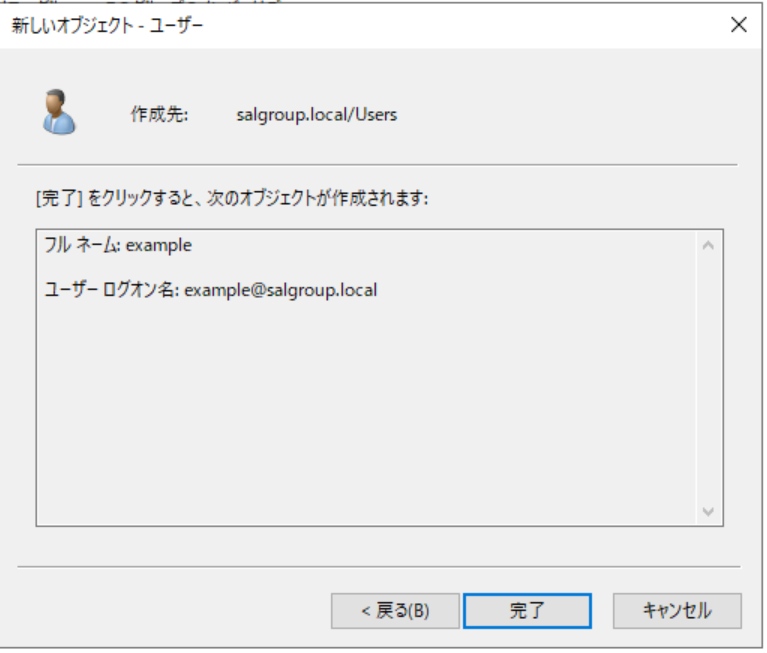 新しいオブジェクト - ユーザー
作成先: salgroup.local/Users
[完了] をクリックすると、次のオブジェクトが作成されます:
フル ネーム: example
ユーザー ログオン名: example@salgroup.local
< 戻る(B) 完了 キャンセル